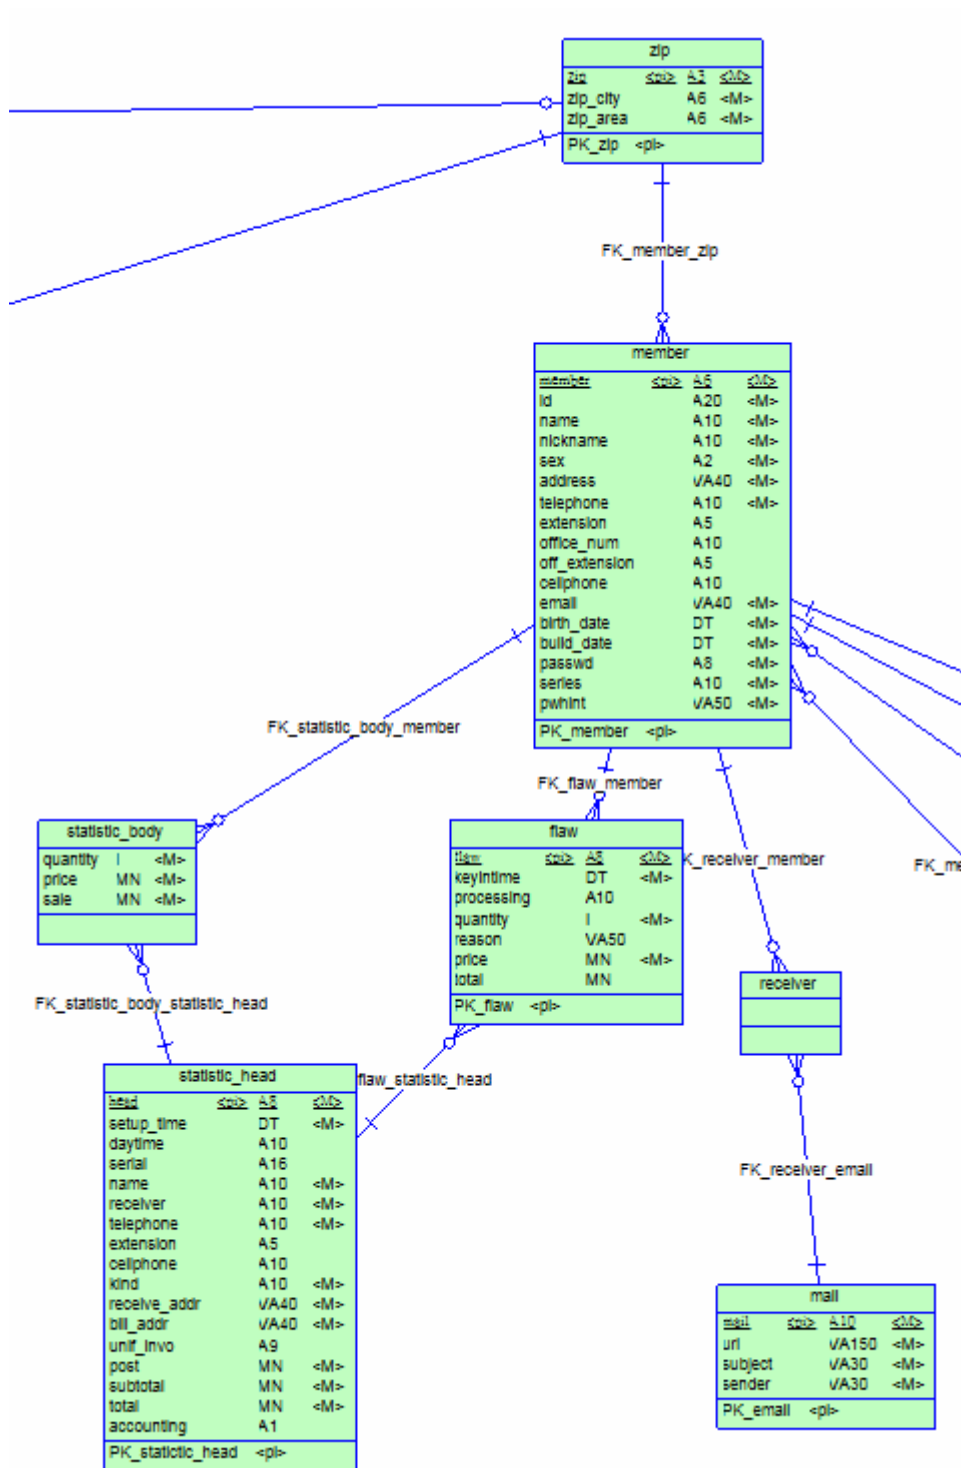 zip
zip <pi> A3 <M>
zip_city A6 <M>
zip_area A6 <M>
PK_zip <pi>
FK_member_zip
member
member <pi> A6 <M>
id A20 <M>
name A10 <M>
nickname A10 <M>
sex A2 <M>
address VA40 <M>
telephone A10 <M>
extension A5
office_num A10
off_extension A5
cellphone A10
email VA40 <M>
birth_date DT <M>
build_date DT <M>
passwd A8 <M>
series A10 <M>
pwhint VA50 <M>
PK_member <pi>
FK_statistic_body_member
FK_flaw_member
K_receiver_member
FK_me
statistic_body
quantity I <M>
price MN <M>
sale MN <M>
flaw
flaw <pi> A8 <M>
keyintime DT <M>
processing A10
quantity I <M>
reason VA50
price MN <M>
total MN
PK_flaw <pi>
receiver
FK_statistic_body_statistic_head
flaw_statistic_head
FK_receiver_email
statistic_head
head <pi> A8 <M>
setup_time DT <M>
daytime A10
serial A16
name A10 <M>
receiver A10 <M>
telephone A10 <M>
extension A5
cellphone A10
kind A10 <M>
receive_addr VA40 <M>
bill_addr VA40 <M>
unif_invo A9
post MN <M>
subtotal MN <M>
total MN <M>
accounting A1
PK_statictic_head <pi>
mail
mail <pi> A10 <M>
url VA150 <M>
subject VA30 <M>
sender VA30 <M>
PK_email <pi>